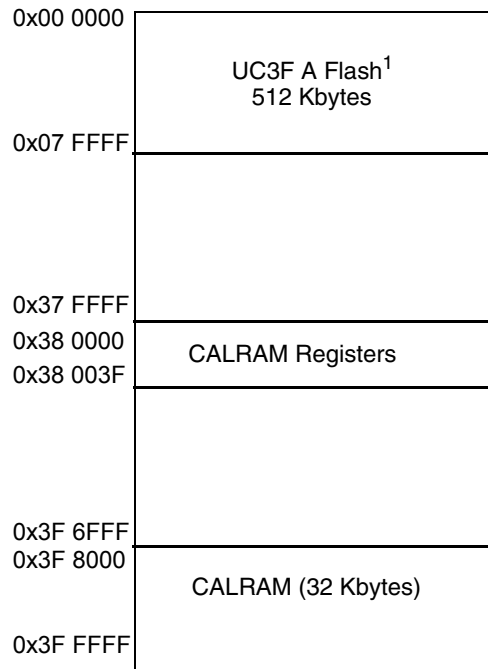 0x00 0000
UC3F A Flash1
512 Kbytes
0x07 FFFF
0x37 FFFF
0x38 0000
CALRAM Registers
0x38 003F
0x3F 6FFF
0x3F 8000
CALRAM (32 Kbytes)
0x3F FFFF